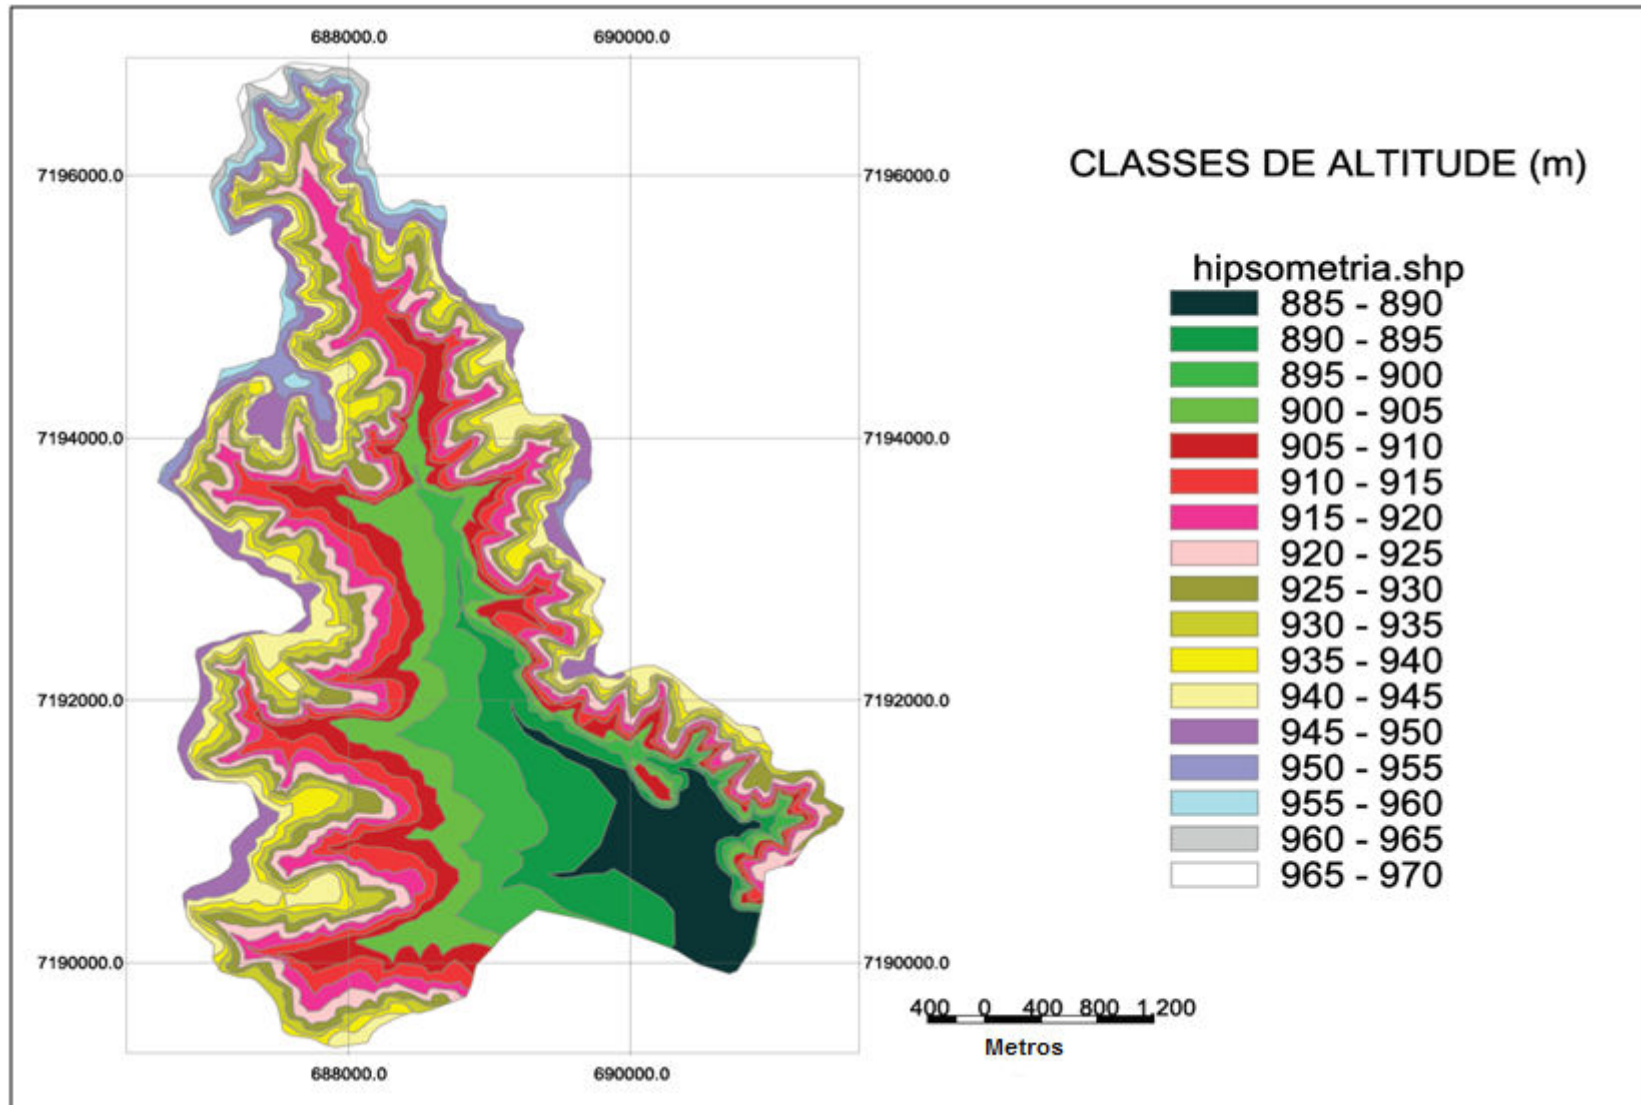 688000.0 690000.0
7196000.0 7196000.0
CLASSES DE ALTITUDE (m)
hipsometria.shp
885 - 890
890 - 895
895 - 900
900 - 905
905 - 910
910 - 915
915 - 920
920 - 925
925 - 930
930 - 935
935 - 940
940 - 945
945 - 950
950 - 955
955 - 960
960 - 965
965 - 970
7194000.0 7194000.0
7192000.0 7192000.0
7190000.0 7190000.0
400 0 400 800 1.200
Metros
688000.0 690000.0